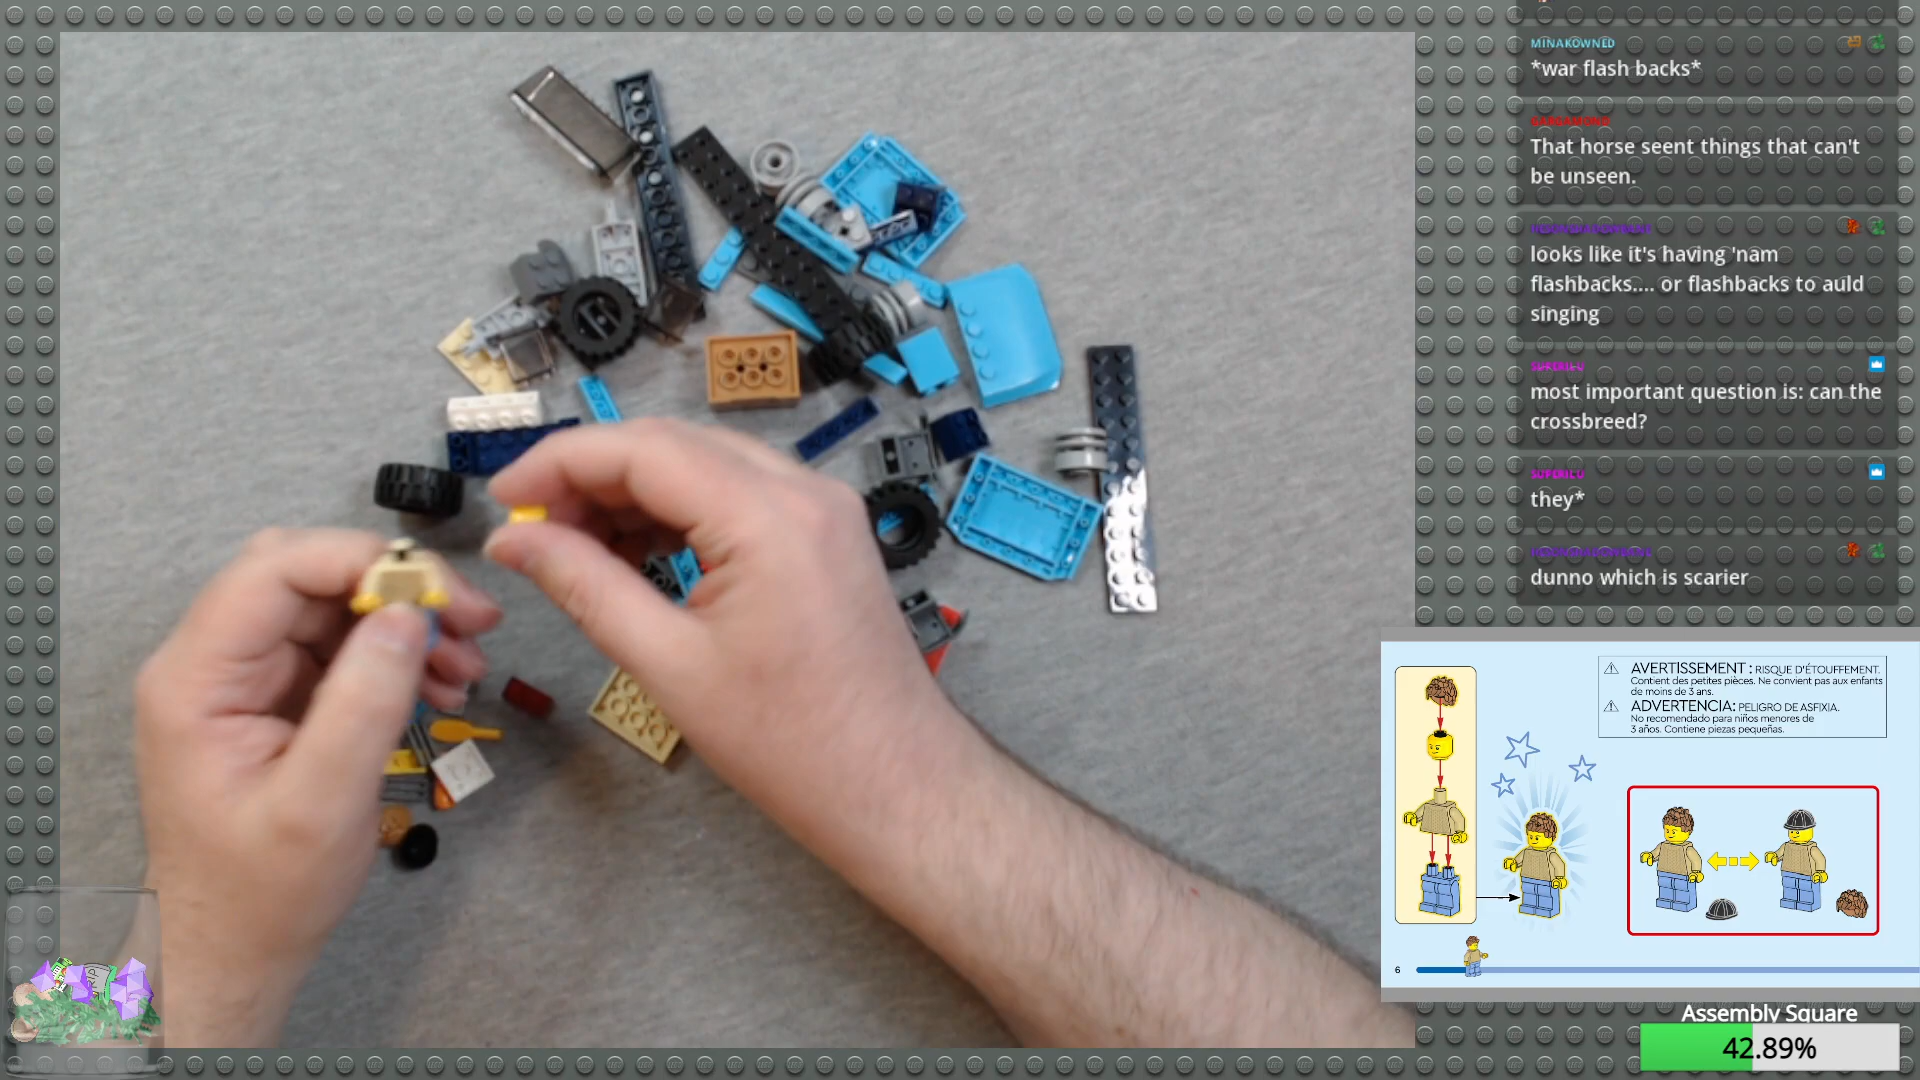 MINAKOWNED
*war flash backs*
That horse seent things that can't
be unseen.
looks like it's having 'nam
flashbacks.... or flashbacks to auld
singing
SUPERILU
most important question is: can the
crossbreed?
SUPERILU
they*
dunno which is scarier
AVERTISSEMENT : RISQUE D'ÉTOUFFEMENT.
Contient des petites pièces. Ne convient pas aux enfants
de moins de 3 ans.
ADVERTENCIA: PELIGRO DE ASFIXIA.
No recomendado para niños menores de
3 años. Contiene piezas pequeñas.
6
Assembly Square
42.89%